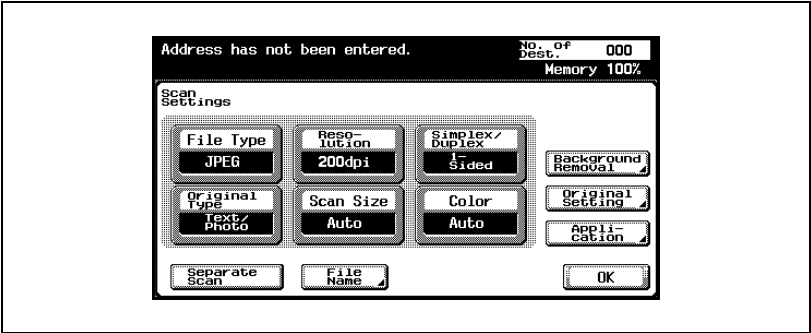 Address has not been entered.
No. of
Dest.
000
Memory 100%
Scan
Settings
File Type
JPEG
Reso-
lution
200dpi
Simplex/
Duplex
1-
Sided
Background
Removal
Original
Type
Text/
Photo
Scan Size
Auto
Color
Auto
Original
Setting
Appli-
cation
Separate
Scan
File
Name
OK